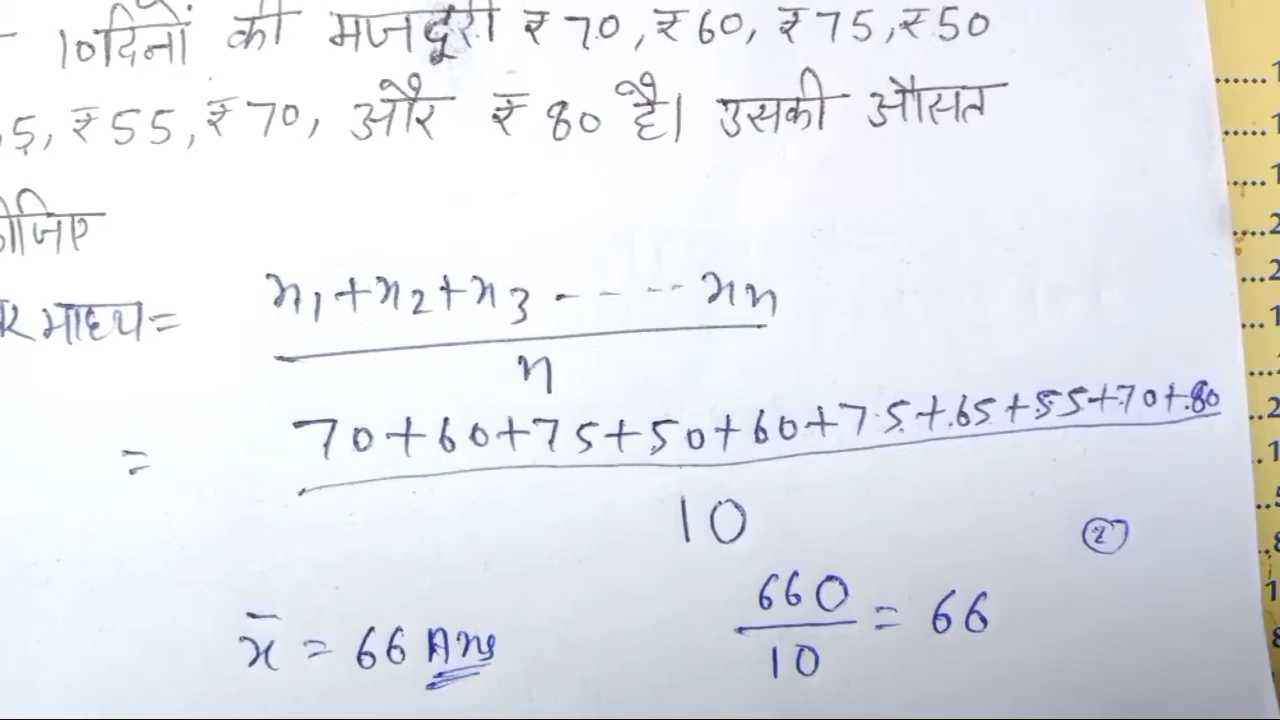 10दिनों की मजदूरी ₹70, ₹60, ₹75, ₹50
5, ₹55, ₹70, और ₹80 है। उसकी औसत
कीजिए
माध्य = x₁+x₂+x₃ - - - - xn
n
= 70+60+75+50+60+75+65+55+70+80
10
②
660
x̄ = 66 Ans = 66
10